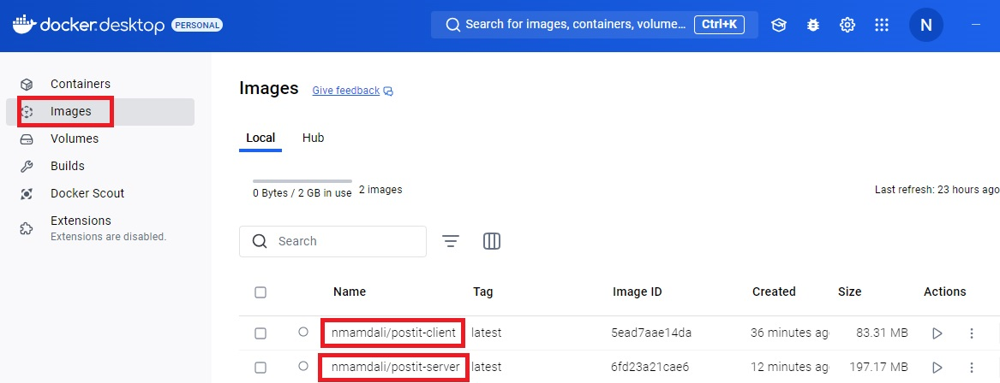 docker.desktop PERSONAL Search for images, containers, volume... Ctrl+K N
Containers
Images
Volumes
Builds
Docker Scout
Extensions
Extensions are disabled.
Images Give feedback
Local Hub
0 Bytes / 2 GB in use 2 images Last refresh: 23 hours ago
Search
Name Tag Image ID Created Size Actions
nmamdali/postit-client latest 5ead7aae14da 36 minutes ag 83.31 MB
nmamdali/postit-server latest 6fd23a21cae6 12 minutes ag 197.17 MB